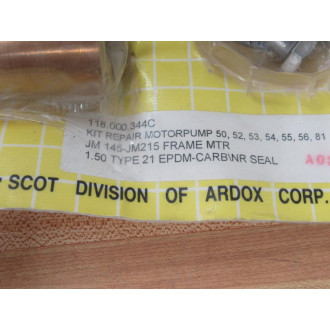 118.000.344C
KIT REPAIR MOTORPUMP 50, 52, 53, 54, 55, 56, 81
JM 145-JM215 FRAME MTR
1.50 TYPE 21 EPDM-CARB\NR SEAL
SCOT DIVISION OF ARDOX CORP.